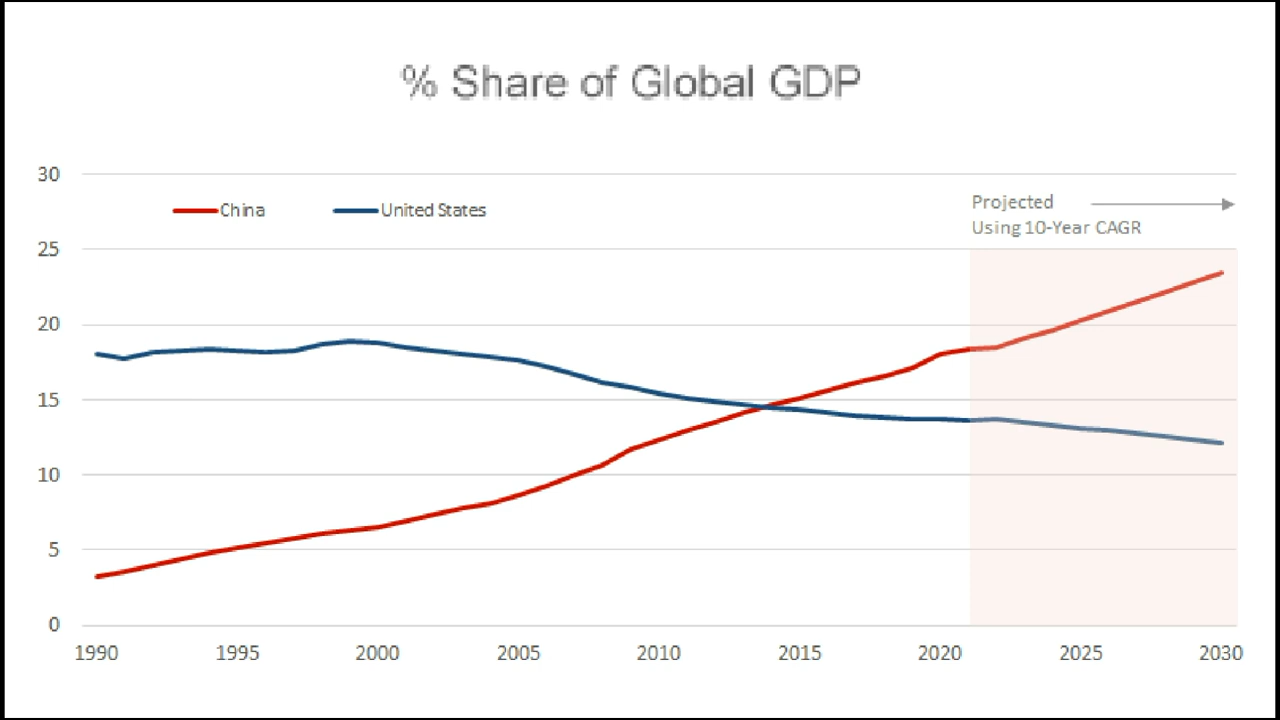 % Share of Global GDP
30
China United States
Projected
Using 10-Year CAGR
25
20
15
10
5
0
1990 1995 2000 2005 2010 2015 2020 2025 2030